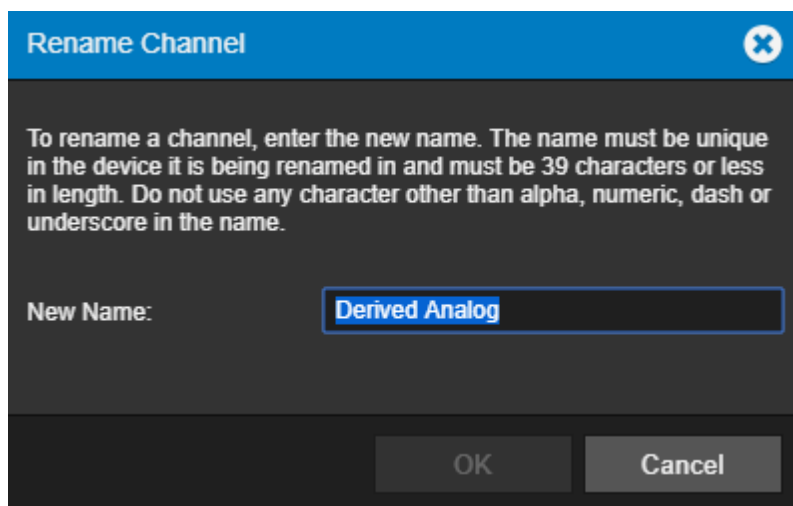 Rename Channel
To rename a channel, enter the new name. The name must be unique
in the device it is being renamed in and must be 39 characters or less
in length. Do not use any character other than alpha, numeric, dash or
underscore in the name.
New Name:
Derived Analog
OK
Cancel